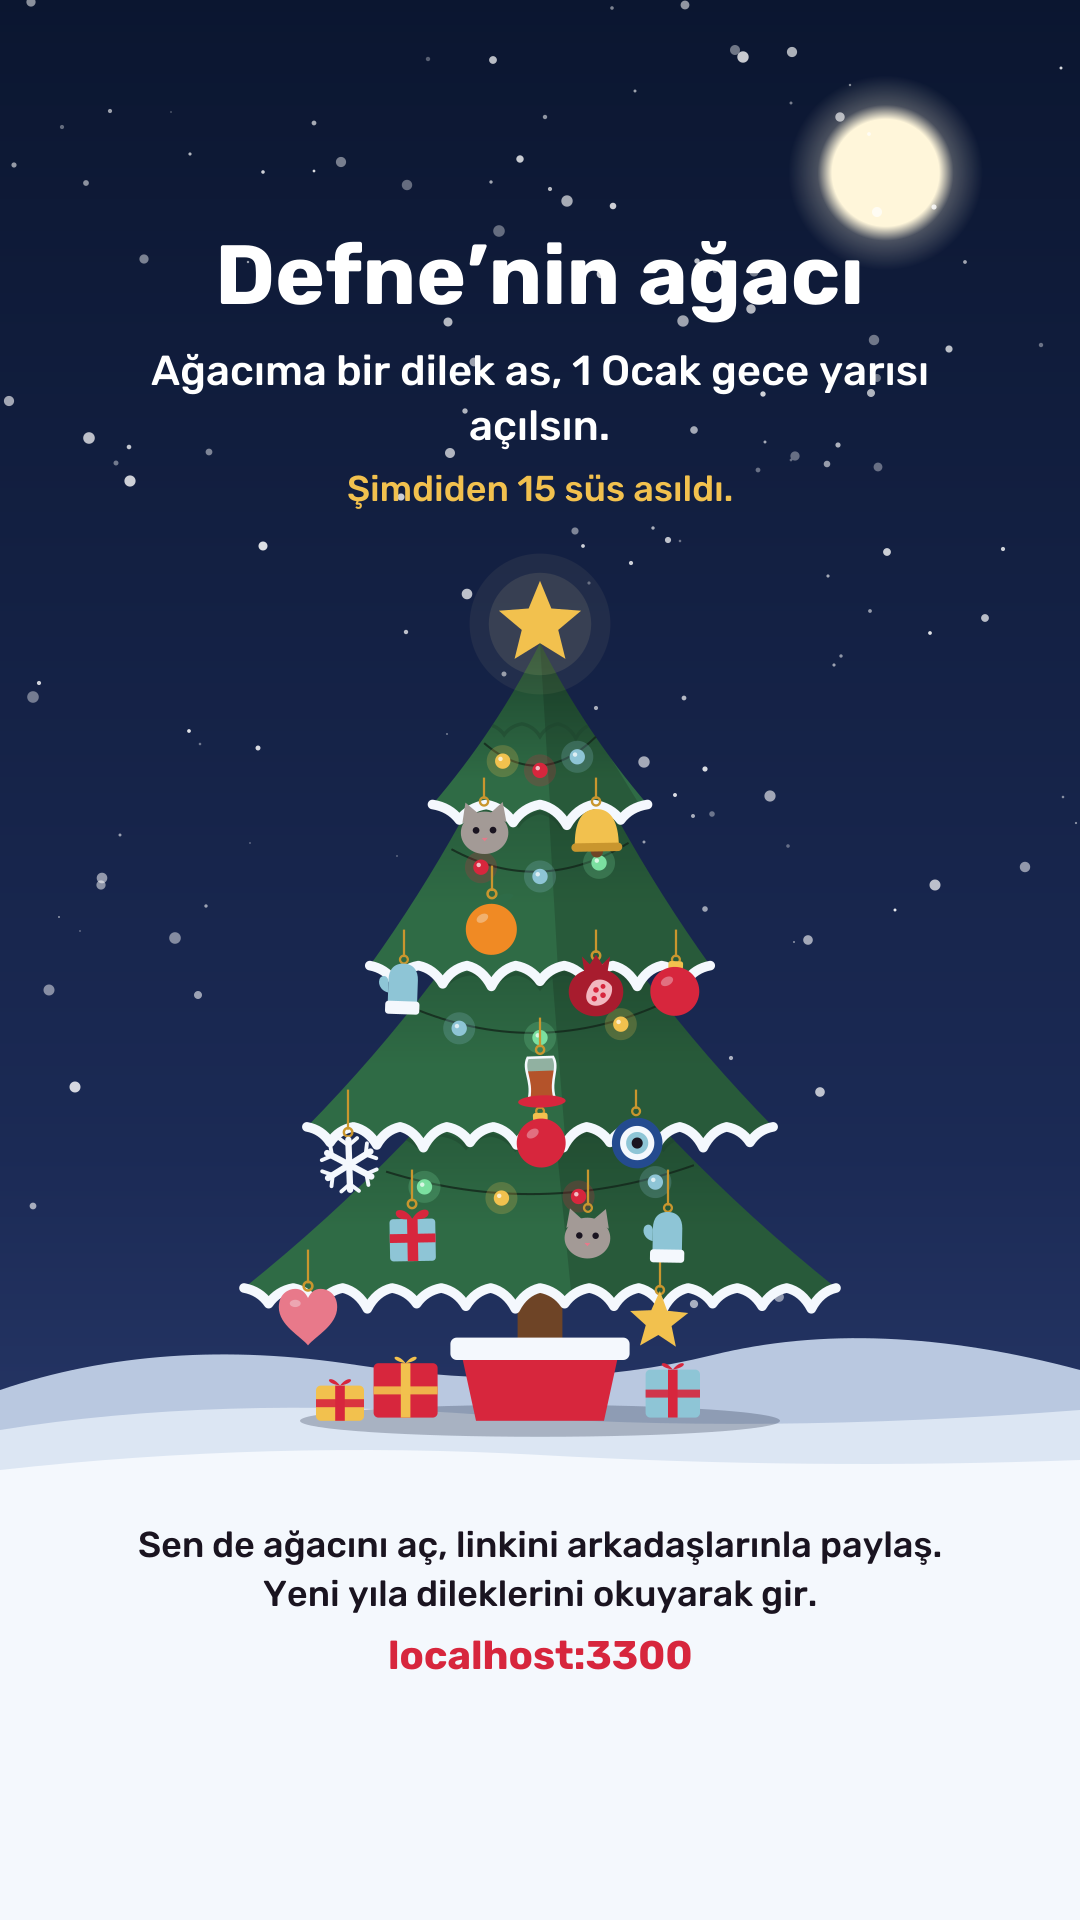 Defne’nin ağacı
Ağacıma bir dilek as, 1 Ocak gece yarısı
açılsın.
Şimdiden 15 süs asıldı.
Sen de ağacını aç, linkini arkadaşlarınla paylaş.
Yeni yıla dileklerini okuyarak gir.
localhost:3300